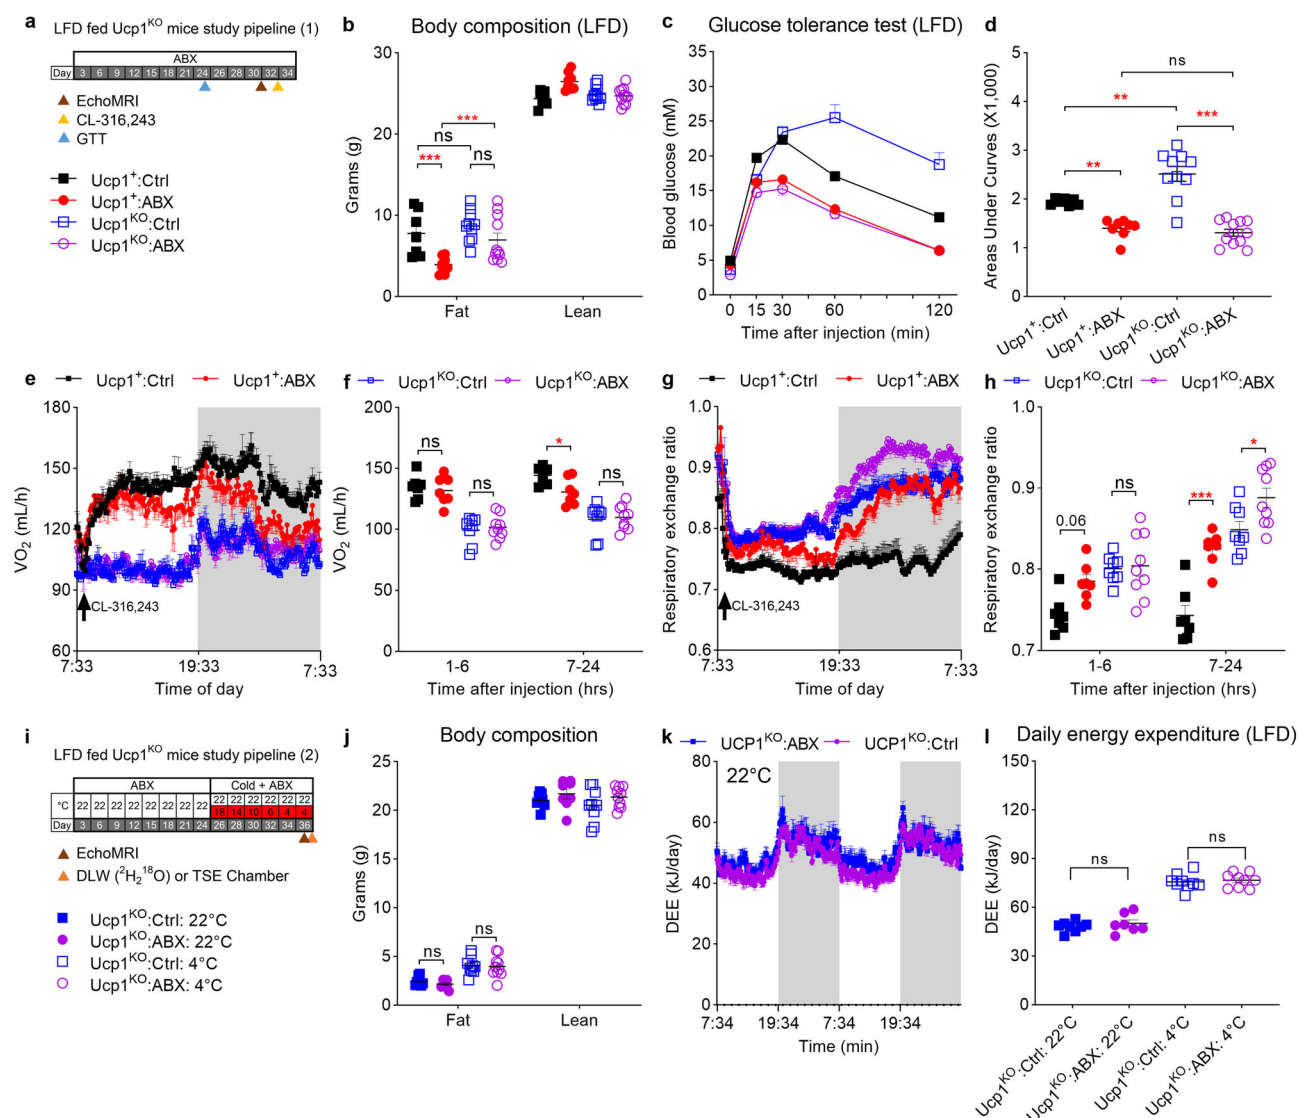 a
LFD fed Ucp1KO mice study pipeline (1)
ABX
Day 3 6 9 12 15 18 21 24 26 28 30 32 34
EchoMRI
CL-316,243
GTT
Ucp1+:Ctrl
Ucp1+:ABX
Ucp1KO:Ctrl
Ucp1KO:ABX
b
Body composition (LFD)
Grams (g)
30
20
10
0
***
ns
***
ns
Fat Lean
c
Glucose tolerance test (LFD)
Blood glucose (mM)
35
30
25
20
15
10
5
0
0 15 30 60 120
Time after injection (min)
d
Areas Under Curves (X1,000)
5
4
3
2
1
0
ns
**
***
**
Ucp1+:Ctrl
Ucp1+:ABX
Ucp1KO:Ctrl
Ucp1KO:ABX
e
Ucp1+:Ctrl Ucp1+:ABX
VO2 (mL/h)
180
150
120
90
60
CL-316,243
7:33 19:33 7:33
Time of day
f
Ucp1KO:Ctrl Ucp1KO:ABX
VO2 (mL/h)
200
150
100
50
0
ns
ns
*
ns
1-6 7-24
Time after injection (hrs)
g
Ucp1+:Ctrl Ucp1+:ABX
Respiratory exchange ratio
1.0
0.9
0.8
0.7
0.6
CL-316,243
7:33 19:33 7:33
Time of day
h
Ucp1KO:Ctrl Ucp1KO:ABX
Respiratory exchange ratio
1.0
0.9
0.8
0.7
0.06
ns
***
*
1-6 7-24
Time after injection (hrs)
i
LFD fed Ucp1KO mice study pipeline (2)
ABX Cold + ABX
°C 22 22 22 22 22 22 22 22 22 22 22 22 22 22
18 14 10 6 4 4
Day 3 6 9 12 15 18 21 24 26 28 30 32 34 36
EchoMRI
DLW (2H218O) or TSE Chamber
Ucp1KO:Ctrl: 22°C
Ucp1KO:ABX: 22°C
Ucp1KO:Ctrl: 4°C
Ucp1KO:ABX: 4°C
j
Body composition
Grams (g)
25
20
15
10
5
0
ns
ns
Fat Lean
k
UCP1KO:ABX UCP1KO:Ctrl
22°C
DEE (kJ/day)
80
60
40
20
0
7:34 19:34 7:34 19:34
Time (min)
l
Daily energy expenditure (LFD)
DEE (kJ/day)
150
120
90
60
30
0
ns
ns
Ucp1KO:Ctrl: 22°C
Ucp1KO:ABX: 22°C
Ucp1KO:Ctrl: 4°C
Ucp1KO:ABX: 4°C